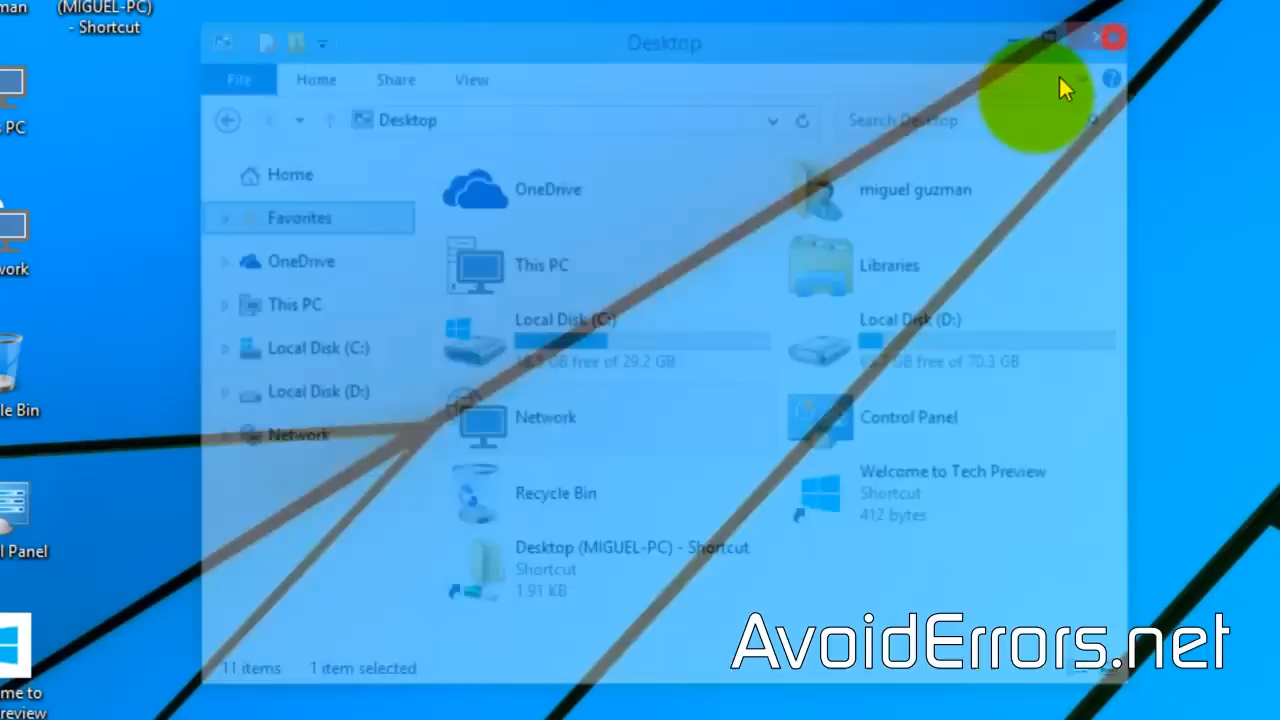 (MIGUEL-PC)
- Shortcut
Desktop
File
Home
Share
View
Desktop
Search Desktop
PC
Home
Favorites
OneDrive
This PC
Local Disk (C:)
Local Disk (D:)
Network
OneDrive
miguel guzman
This PC
Libraries
Local Disk (C:)
GB free of 29.2 GB
Local Disk (D:)
GB free of 70.3 GB
Network
Control Panel
Recycle Bin
Welcome to Tech Preview
Shortcut
412 bytes
Desktop (MIGUEL-PC) - Shortcut
Shortcut
1.91 KB
11 items
1 item selected
work
le Bin
l Panel
me to
review
AvoidErrors.net